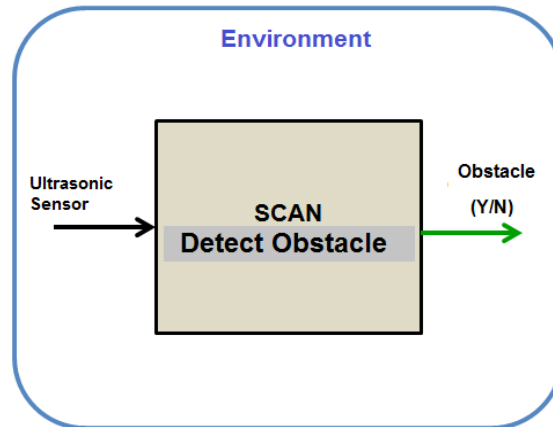 Environment
Ultrasonic
Sensor
SCAN
Detect Obstacle
Obstacle
(Y/N)